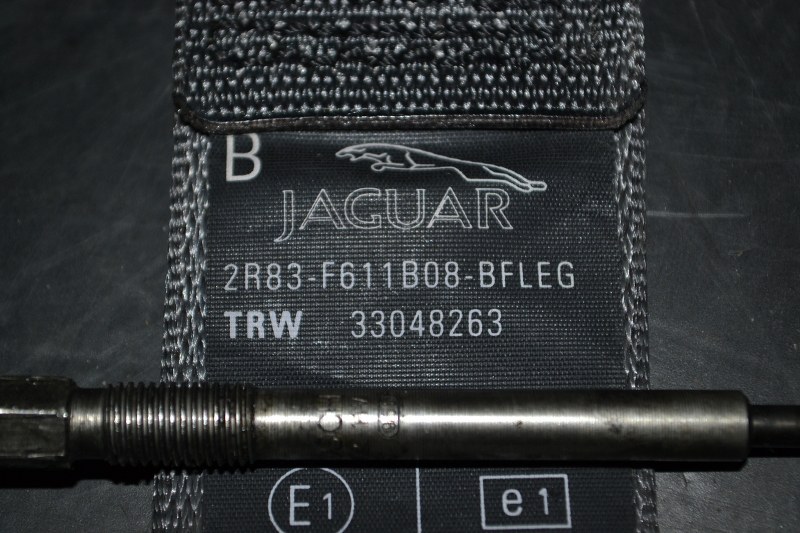 B
JAGUAR
2R83-F611B08-BFLEG
TRW 33048263
E1 e1